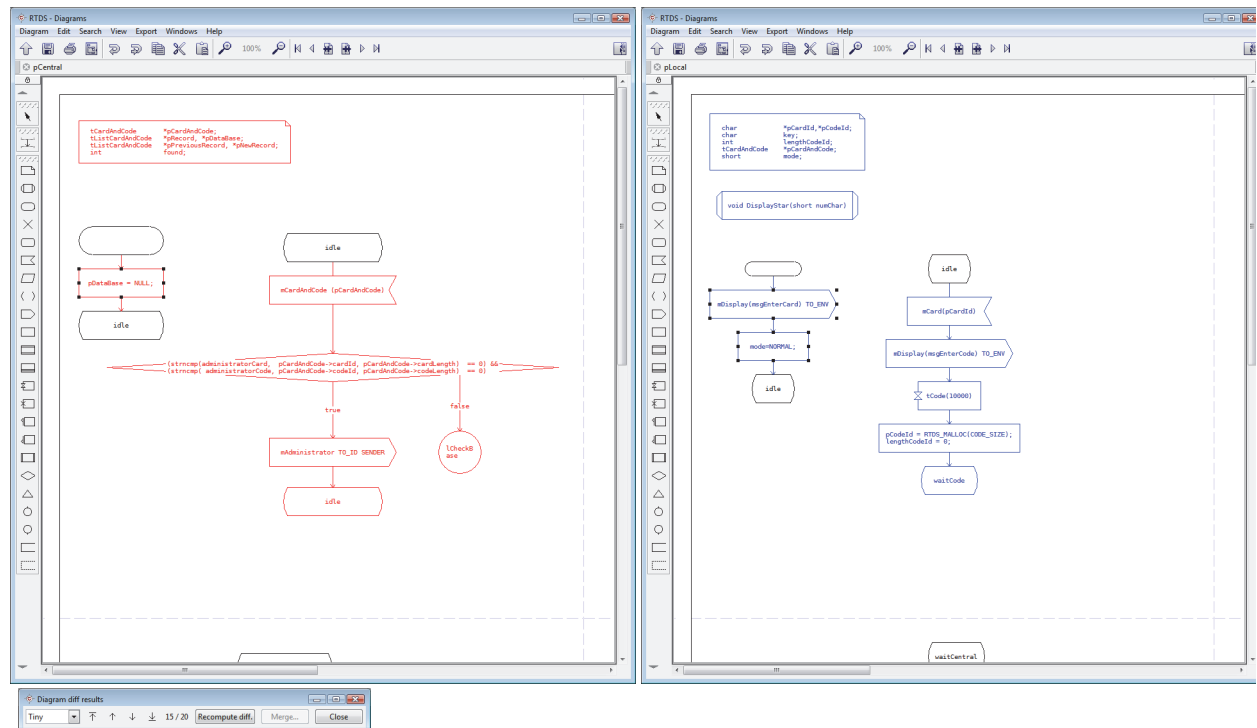 RTDS - Diagrams
Diagram Edit Search View Export Windows Help
100%
pCentral
tCardAndCode *pCardAndCode;
tListCardAndCode *pRecord, *pDataBase;
tListCardAndCode *pPreviousRecord, *pNewRecord;
int found;
pDataBase = NULL;
idle
idle
mCardAndCode (pCardAndCode)
(strncmp(administratorCard, pCardAndCode->cardId, pCardAndCode->cardLength) == 0) &&
(strncmp( administratorCode, pCardAndCode->codeId, pCardAndCode->codeLength) == 0)
true
false
mAdministrator TO_ID SENDER
lCheckB
ase
idle
RTDS - Diagrams
Diagram Edit Search View Export Windows Help
100%
pLocal
char *pCardId,*pCodeId;
char key;
int lengthCodeId;
tCardAndCode *pCardAndCode;
short mode;
void DisplayStar(short numChar)
mDisplay(msgEnterCard) TO_ENV
mode=NORMAL;
idle
idle
mCard(pCardId)
mDisplay(msgEnterCode) TO_ENV
tCode(10000)
pCodeId = RTDS_MALLOC(CODE_SIZE);
lengthCodeId = 0;
waitCode
waitCentral
Diagram diff results
Tiny 15 / 20 Recompute diff. Merge... Close